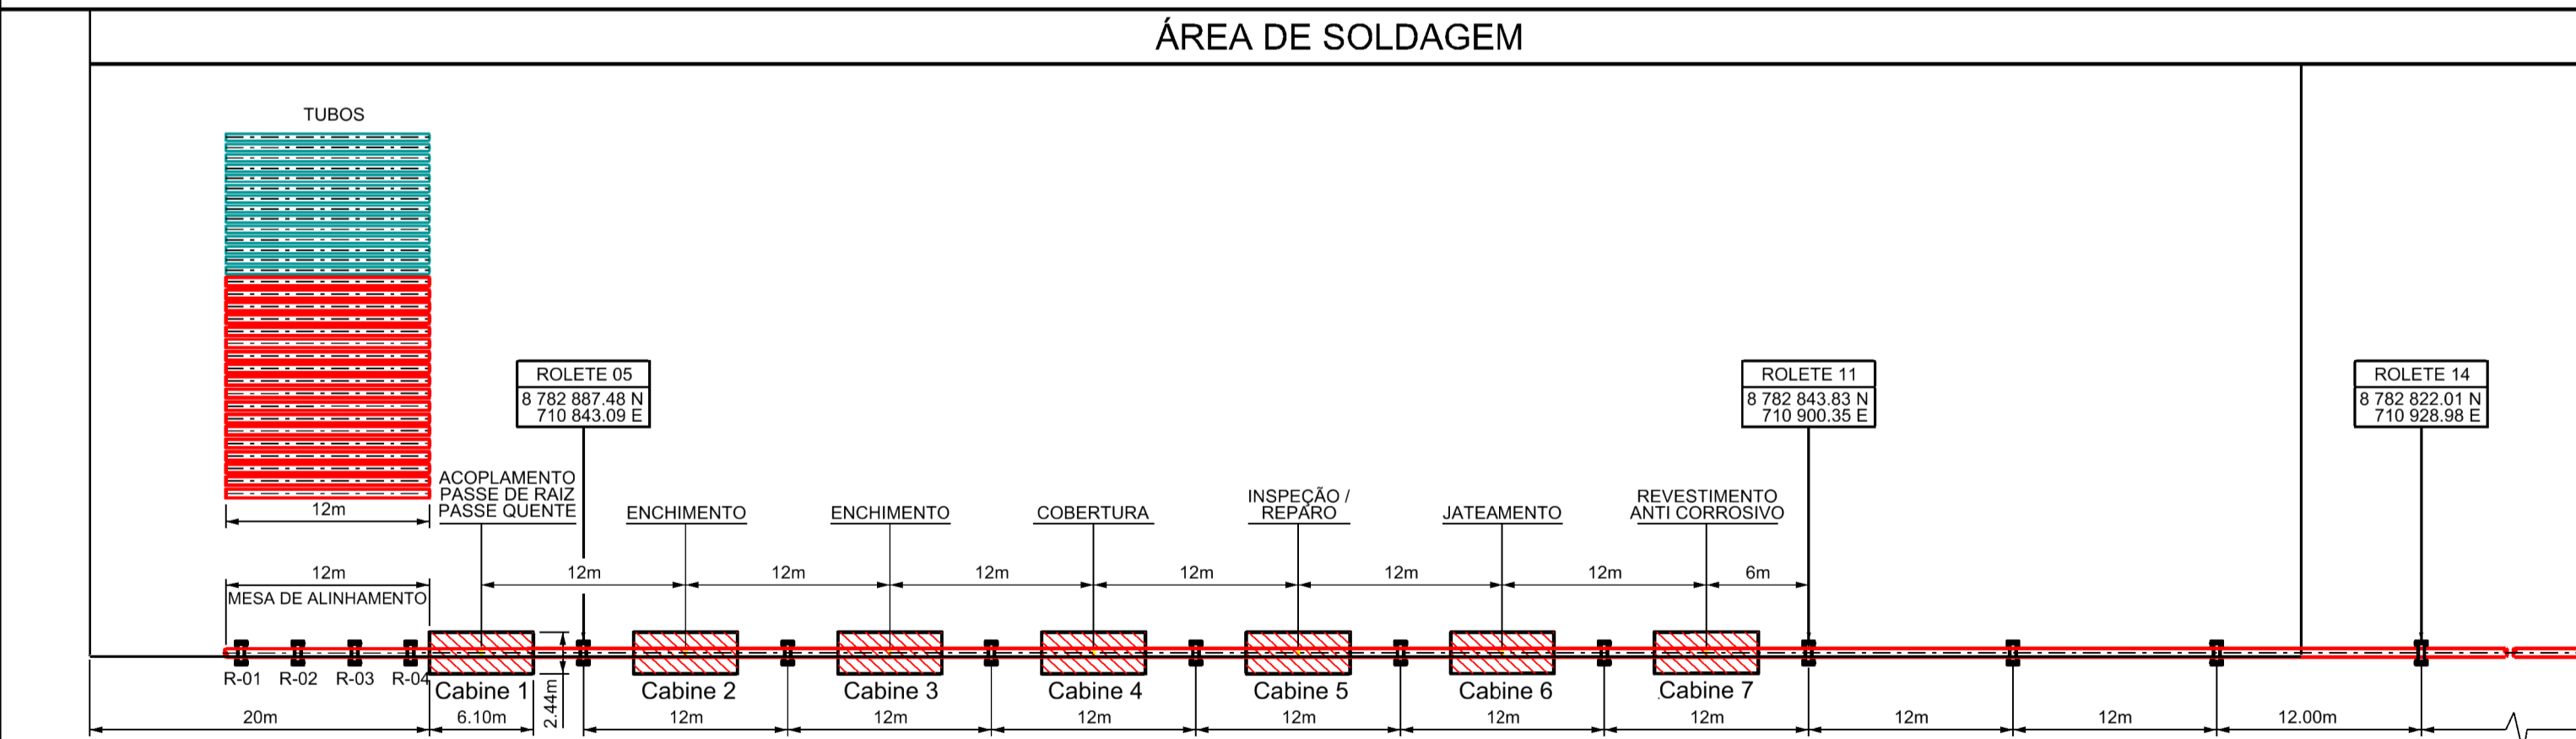 ÁREA DE SOLDAGEM
TUBOS
12m
ROLETE 05
8 782 887.48 N
710 843.09 E
ROLETE 11
8 782 843.83 N
710 900.35 E
ROLETE 14
8 782 822.01 N
710 928.98 E
ACOPLAMENTO
PASSE DE RAIZ
PASSE QUENTE
ENCHIMENTO
ENCHIMENTO
COBERTURA
INSPEÇÃO /
REPARO
JATEAMENTO
REVESTIMENTO
ANTI CORROSIVO
12m
12m
12m
12m
12m
12m
12m
6m
MESA DE ALINHAMENTO
R-01
R-02
R-03
R-04
Cabine 1
Cabine 2
Cabine 3
Cabine 4
Cabine 5
Cabine 6
Cabine 7
2.44m
20m
6.10m
12m
12m
12m
12m
12m
12m
12m
12m
12.00m